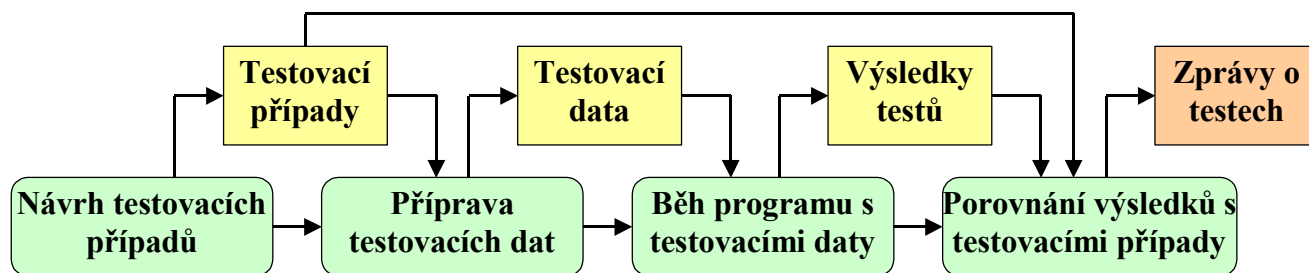 Testovací
případy
Testovací
data
Výsledky
testů
Zprávy o
testech
Návrh testovacích
případů
Příprava
testovacích dat
Běh programu s
testovacími daty
Porovnání výsledků s
testovacími případy